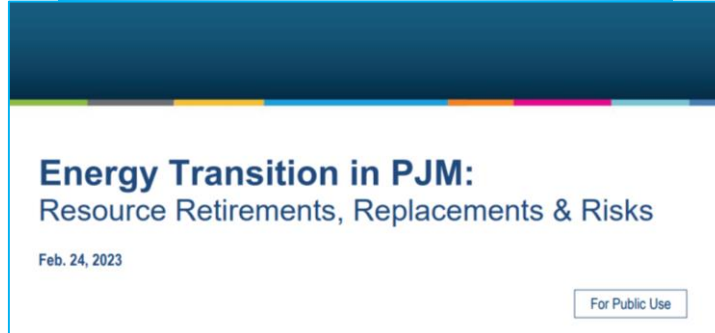 Energy Transition in PJM:
Resource Retirements, Replacements & Risks
Feb. 24, 2023
For Public Use